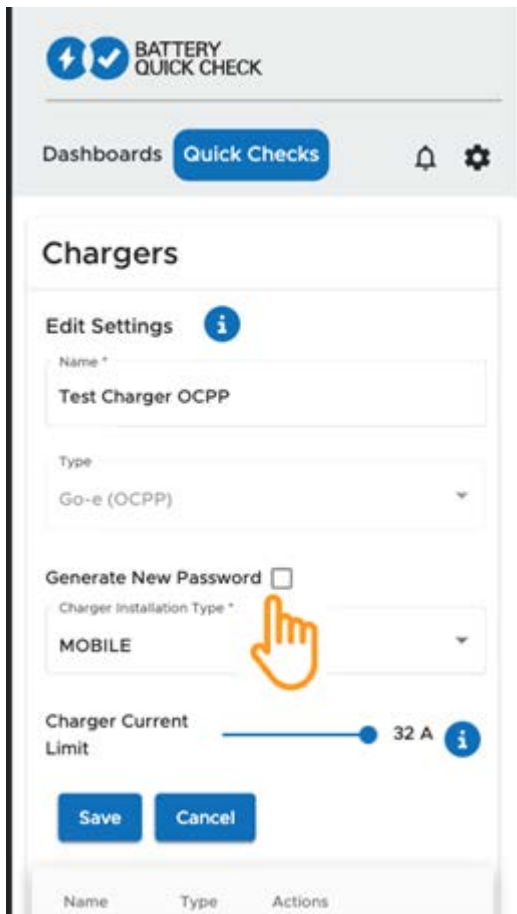 BATTERY
QUICK CHECK
Dashboards Quick Checks
Chargers
Edit Settings
Name *
Test Charger OCPP
Type
Go-e (OCPP)
Generate New Password
Charger Installation Type *
MOBILE
Charger Current
Limit
32 A
Save Cancel
Name Type Actions